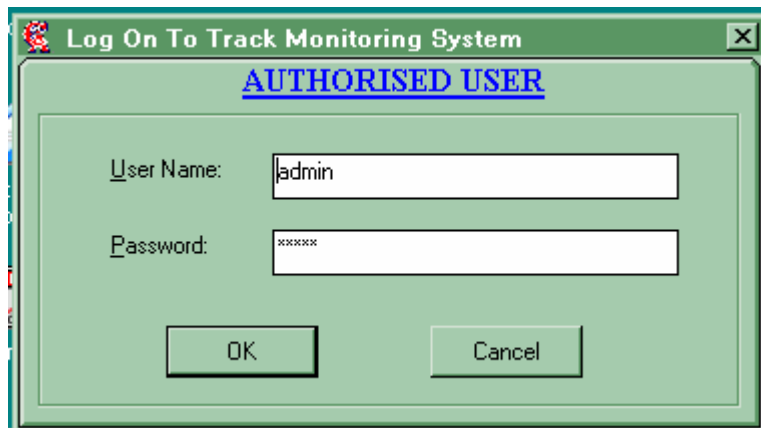 Log On To Track Monitoring System
AUTHORISED USER
User Name: admin
Password: *****
OK Cancel